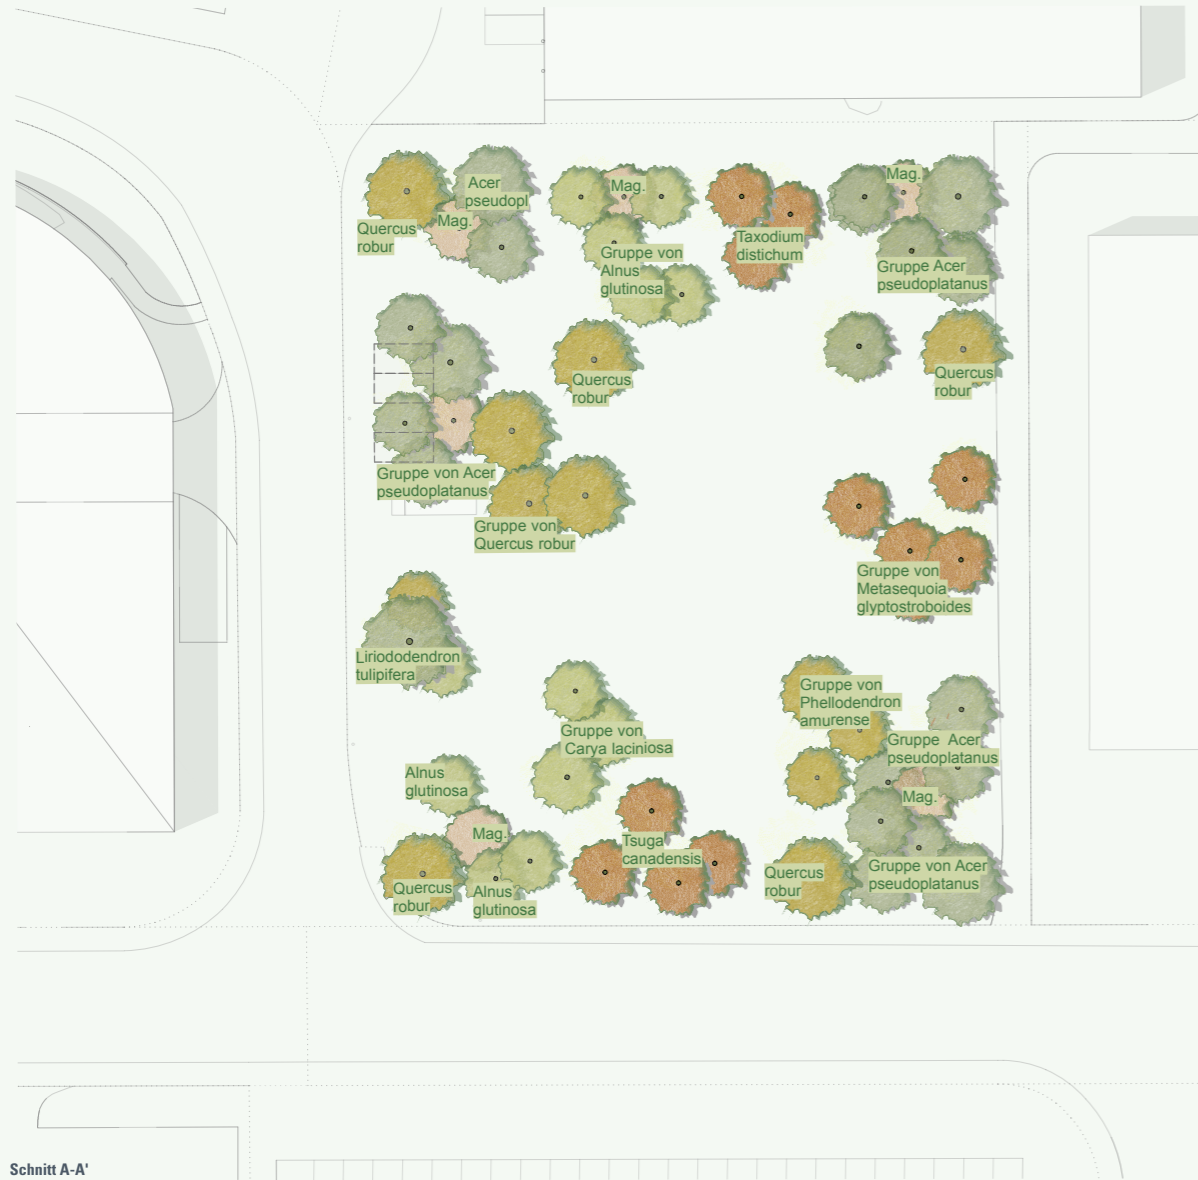 Acer
pseudopl
Mag.
Quercus
robur
Mag.
Gruppe von
Alnus
glutinosa
Taxodium
distichum
Mag.
Gruppe Acer
pseudoplatanus
Quercus
robur
Quercus
robur
Gruppe von Acer
pseudoplatanus
Gruppe von
Quercus robur
Gruppe von
Metasequoia
glyptostroboides
Liriododendron
tulipifera
Gruppe von
Phellodendron
amurense
Gruppe von
Carya laciniosa
Gruppe Acer
pseudoplatanus
Mag.
Alnus
glutinosa
Mag.
Tsuga
canadensis
Quercus
robur
Alnus
glutinosa
Quercus
robur
Gruppe von Acer
pseudoplatanus
Schnitt A-A'